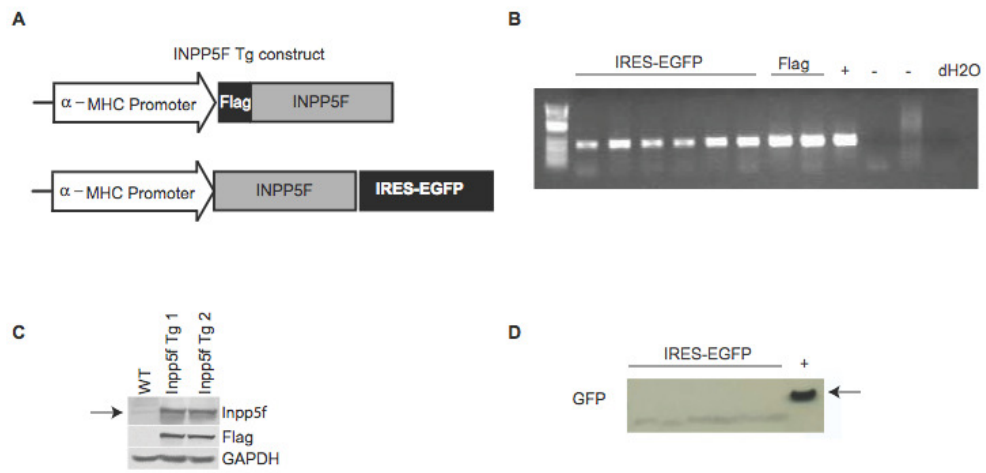 A
INPP5F Tg construct
α-MHC Promoter
Flag
INPP5F
α-MHC Promoter
INPP5F
IRES-EGFP
B
IRES-EGFP
Flag
+
-
-
dH2O
C
WT
Inpp5f Tg 1
Inpp5f Tg 2
Inpp5f
Flag
GAPDH
D
IRES-EGFP
+
GFP